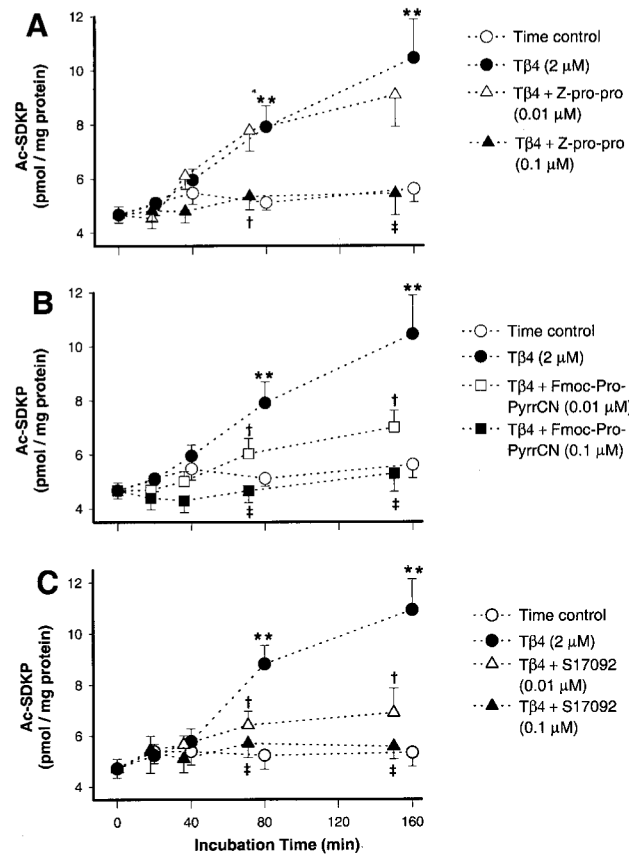 A
Ac-SDKP
(pmol / mg protein)
12
10
8
6
4
**
* **
†
‡
Time control
Tβ4 (2 μM)
Tβ4 + Z-pro-pro
(0.01 μM)
Tβ4 + Z-pro-pro
(0.1 μM)
B
Ac-SDKP
(pmol / mg protein)
12
10
8
6
4
**
**
†
†
‡
‡
Time control
Tβ4 (2 μM)
Tβ4 + Fmoc-Pro-
PyrrCN (0.01 μM)
Tβ4 + Fmoc-Pro-
PyrrCN (0.1 μM)
C
Ac-SDKP
(pmol / mg protein)
12
10
8
6
4
**
**
†
†
‡
‡
Time control
Tβ4 (2 μM)
Tβ4 + S17092
(0.01 μM)
Tβ4 + S17092
(0.1 μM)
0 40 80 120 160
Incubation Time (min)